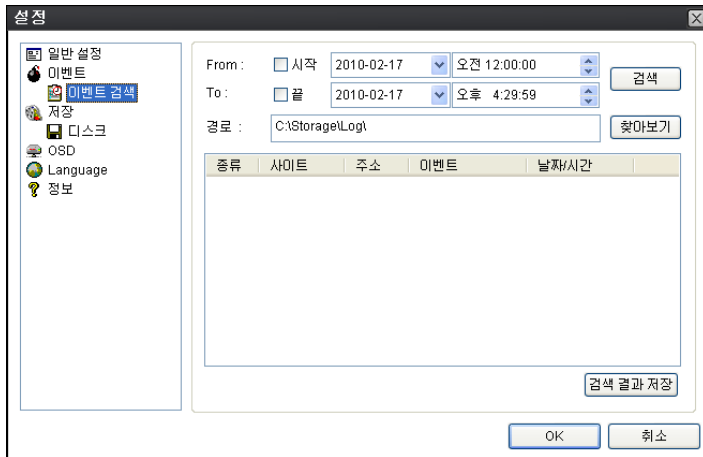 설정
일반 설정
이벤트
이벤트 검색
저장
디스크
OSD
Language
정보
From : 시작 2010-02-17 오전 12:00:00 검색
To : 끝 2010-02-17 오후 4:29:59
경로 : C:\Storage\Log\ 찾아보기
종류 사이트 주소 이벤트 날짜/시간
검색 결과 저장
OK 취소